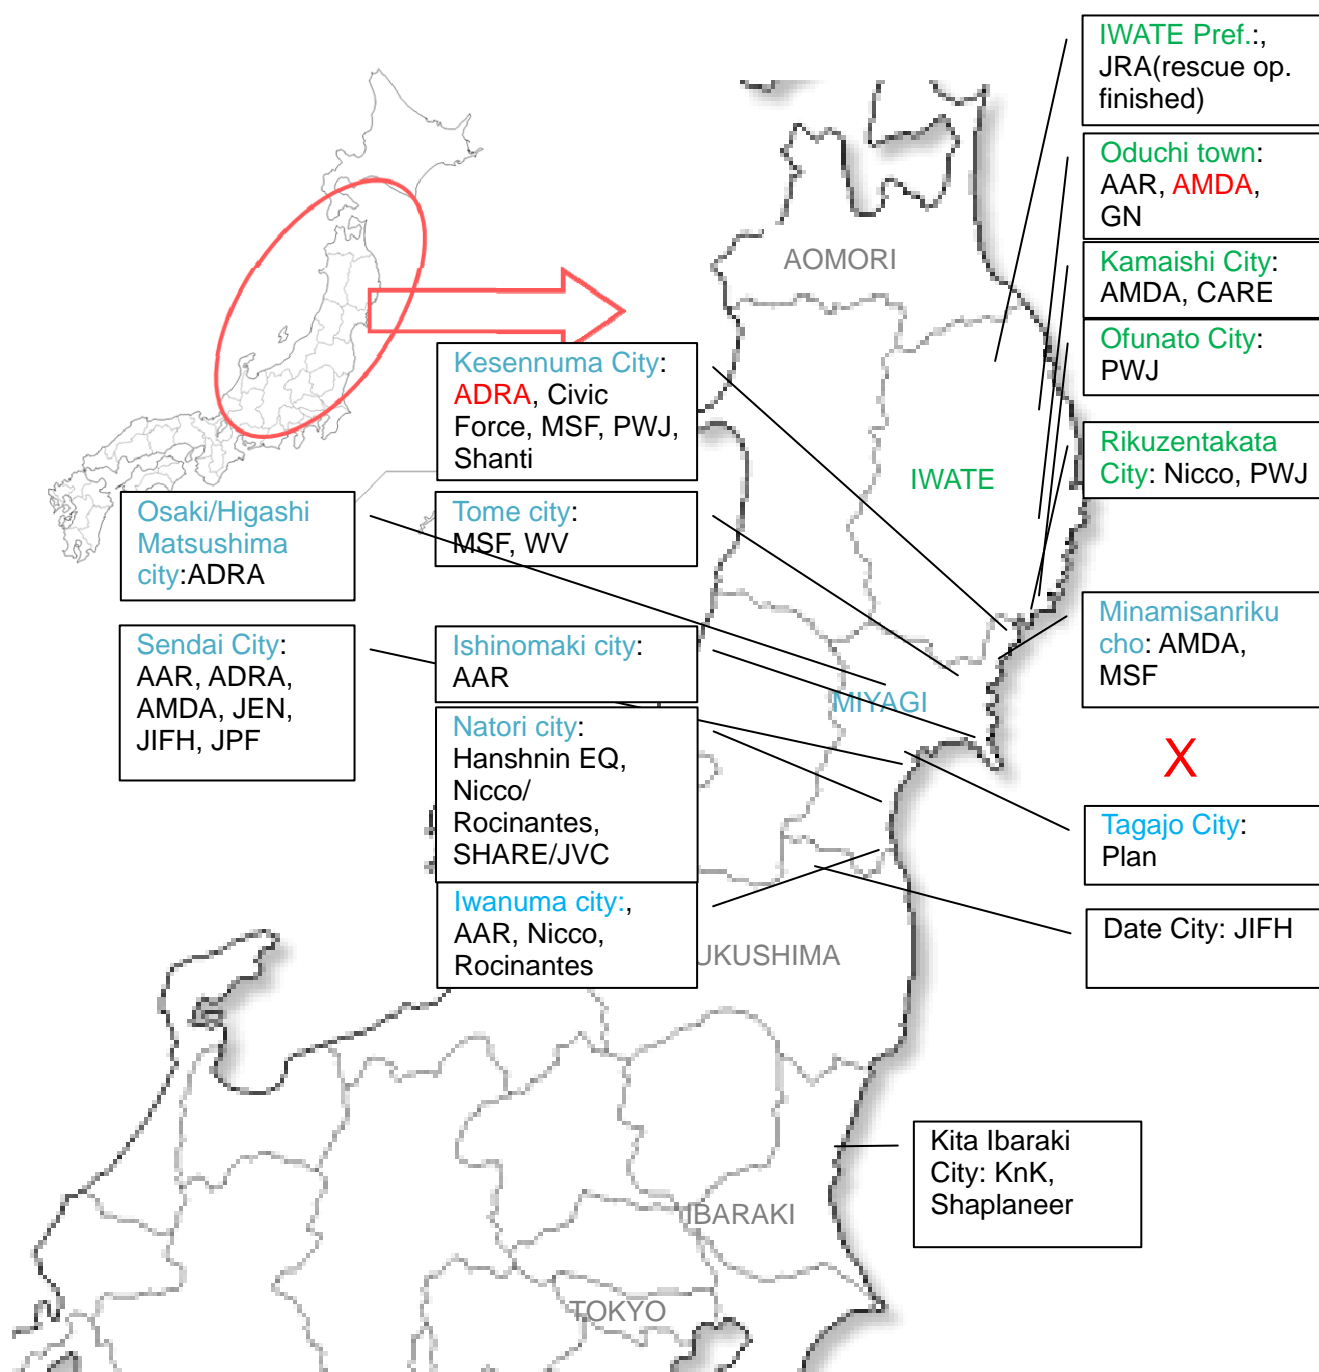 IWATE Pref.:,
JRA(rescue op.
finished)
Oduchi town:
AAR, AMDA,
GN
AOMORI
Kamaishi City:
AMDA, CARE
Ofunato City:
PWJ
Kesennuma City:
ADRA, Civic
Force, MSF, PWJ,
Shanti
Rikuzentakata
City: Nicco, PWJ
IWATE
Osaki/Higashi
Matsushima
city:ADRA
Tome city:
MSF, WV
Minamisanriku
cho: AMDA,
MSF
Sendai City:
AAR, ADRA,
AMDA, JEN,
JIFH, JPF
Ishinomaki city:
AAR
MIYAGI
Natori city:
Hanshnin EQ,
Nicco/
Rocinantes,
SHARE/JVC
X
Tagajo City:
Plan
Iwanuma city:,
AAR, Nicco,
Rocinantes
Date City: JIFH
UKUSHIMA
Kita Ibaraki
City: KnK,
Shaplaneer
IBARAKI
TOKYO